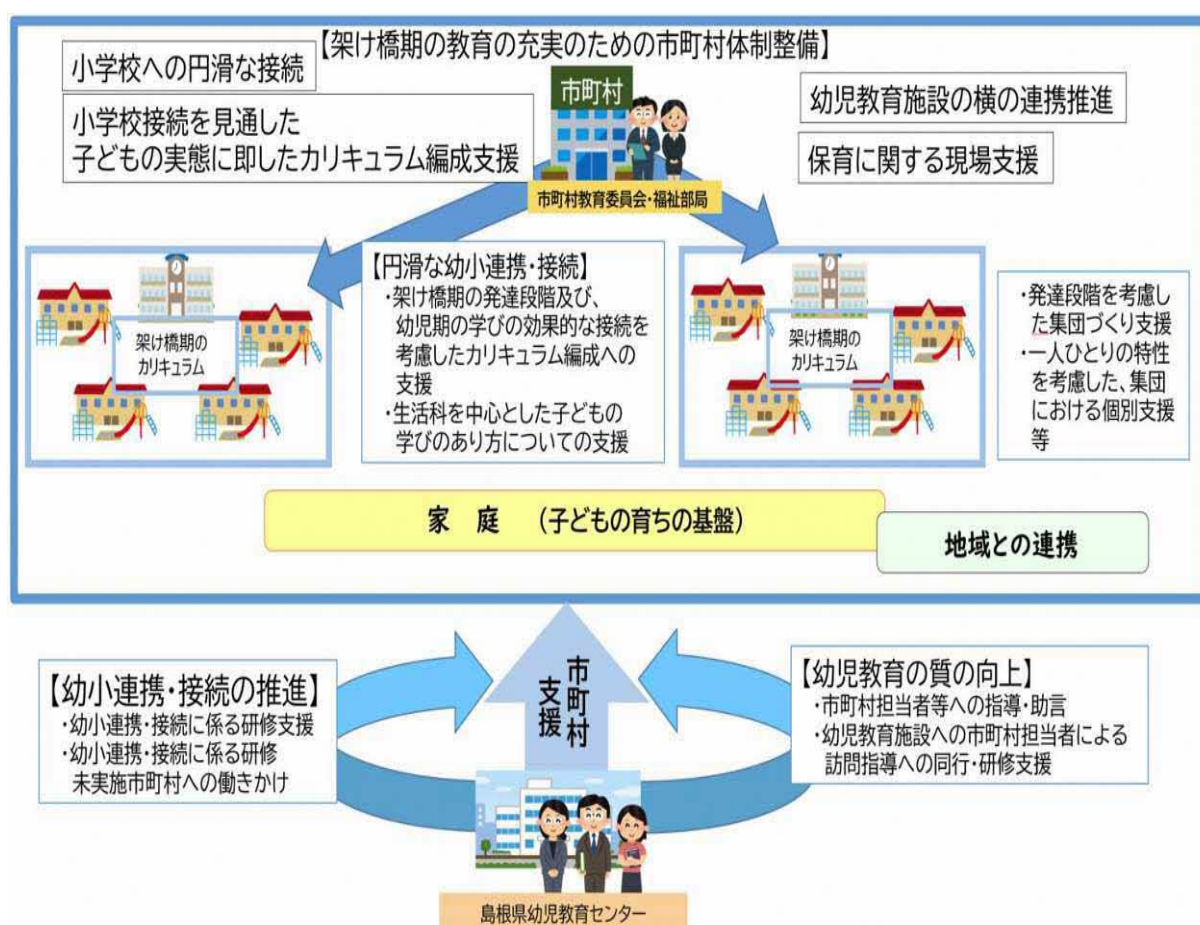 【架け橋期の教育の充実のための市町村体制整備】
小学校への円滑な接続
小学校接続を見通した
子どもの実態に即したカリキュラム編成支援
市町村
市町村教育委員会・福祉部局
幼児教育施設の横の連携推進
保育に関する現場支援
架け橋期の
カリキュラム
【円滑な幼小連携・接続】
・架け橋期の発達段階及び、
幼児期の学びの効果的な接続を
考慮したカリキュラム編成への
支援
・生活科を中心とした子どもの
学びのあり方についての支援
架け橋期の
カリキュラム
・発達段階を考慮し
た集団づくり支援
・一人ひとりの特性
を考慮した、集団
における個別支援
等
家 庭 （子どもの育ちの基盤）
地域との連携
【幼小連携・接続の推進】
・幼小連携・接続に係る研修支援
・幼小連携・接続に係る研修
未実施市町村への働きかけ
市町村
支援
【幼児教育の質の向上】
・市町村担当者等への指導・助言
・幼児教育施設への市町村担当者による
訪問指導への同行・研修支援
島根県幼児教育センター